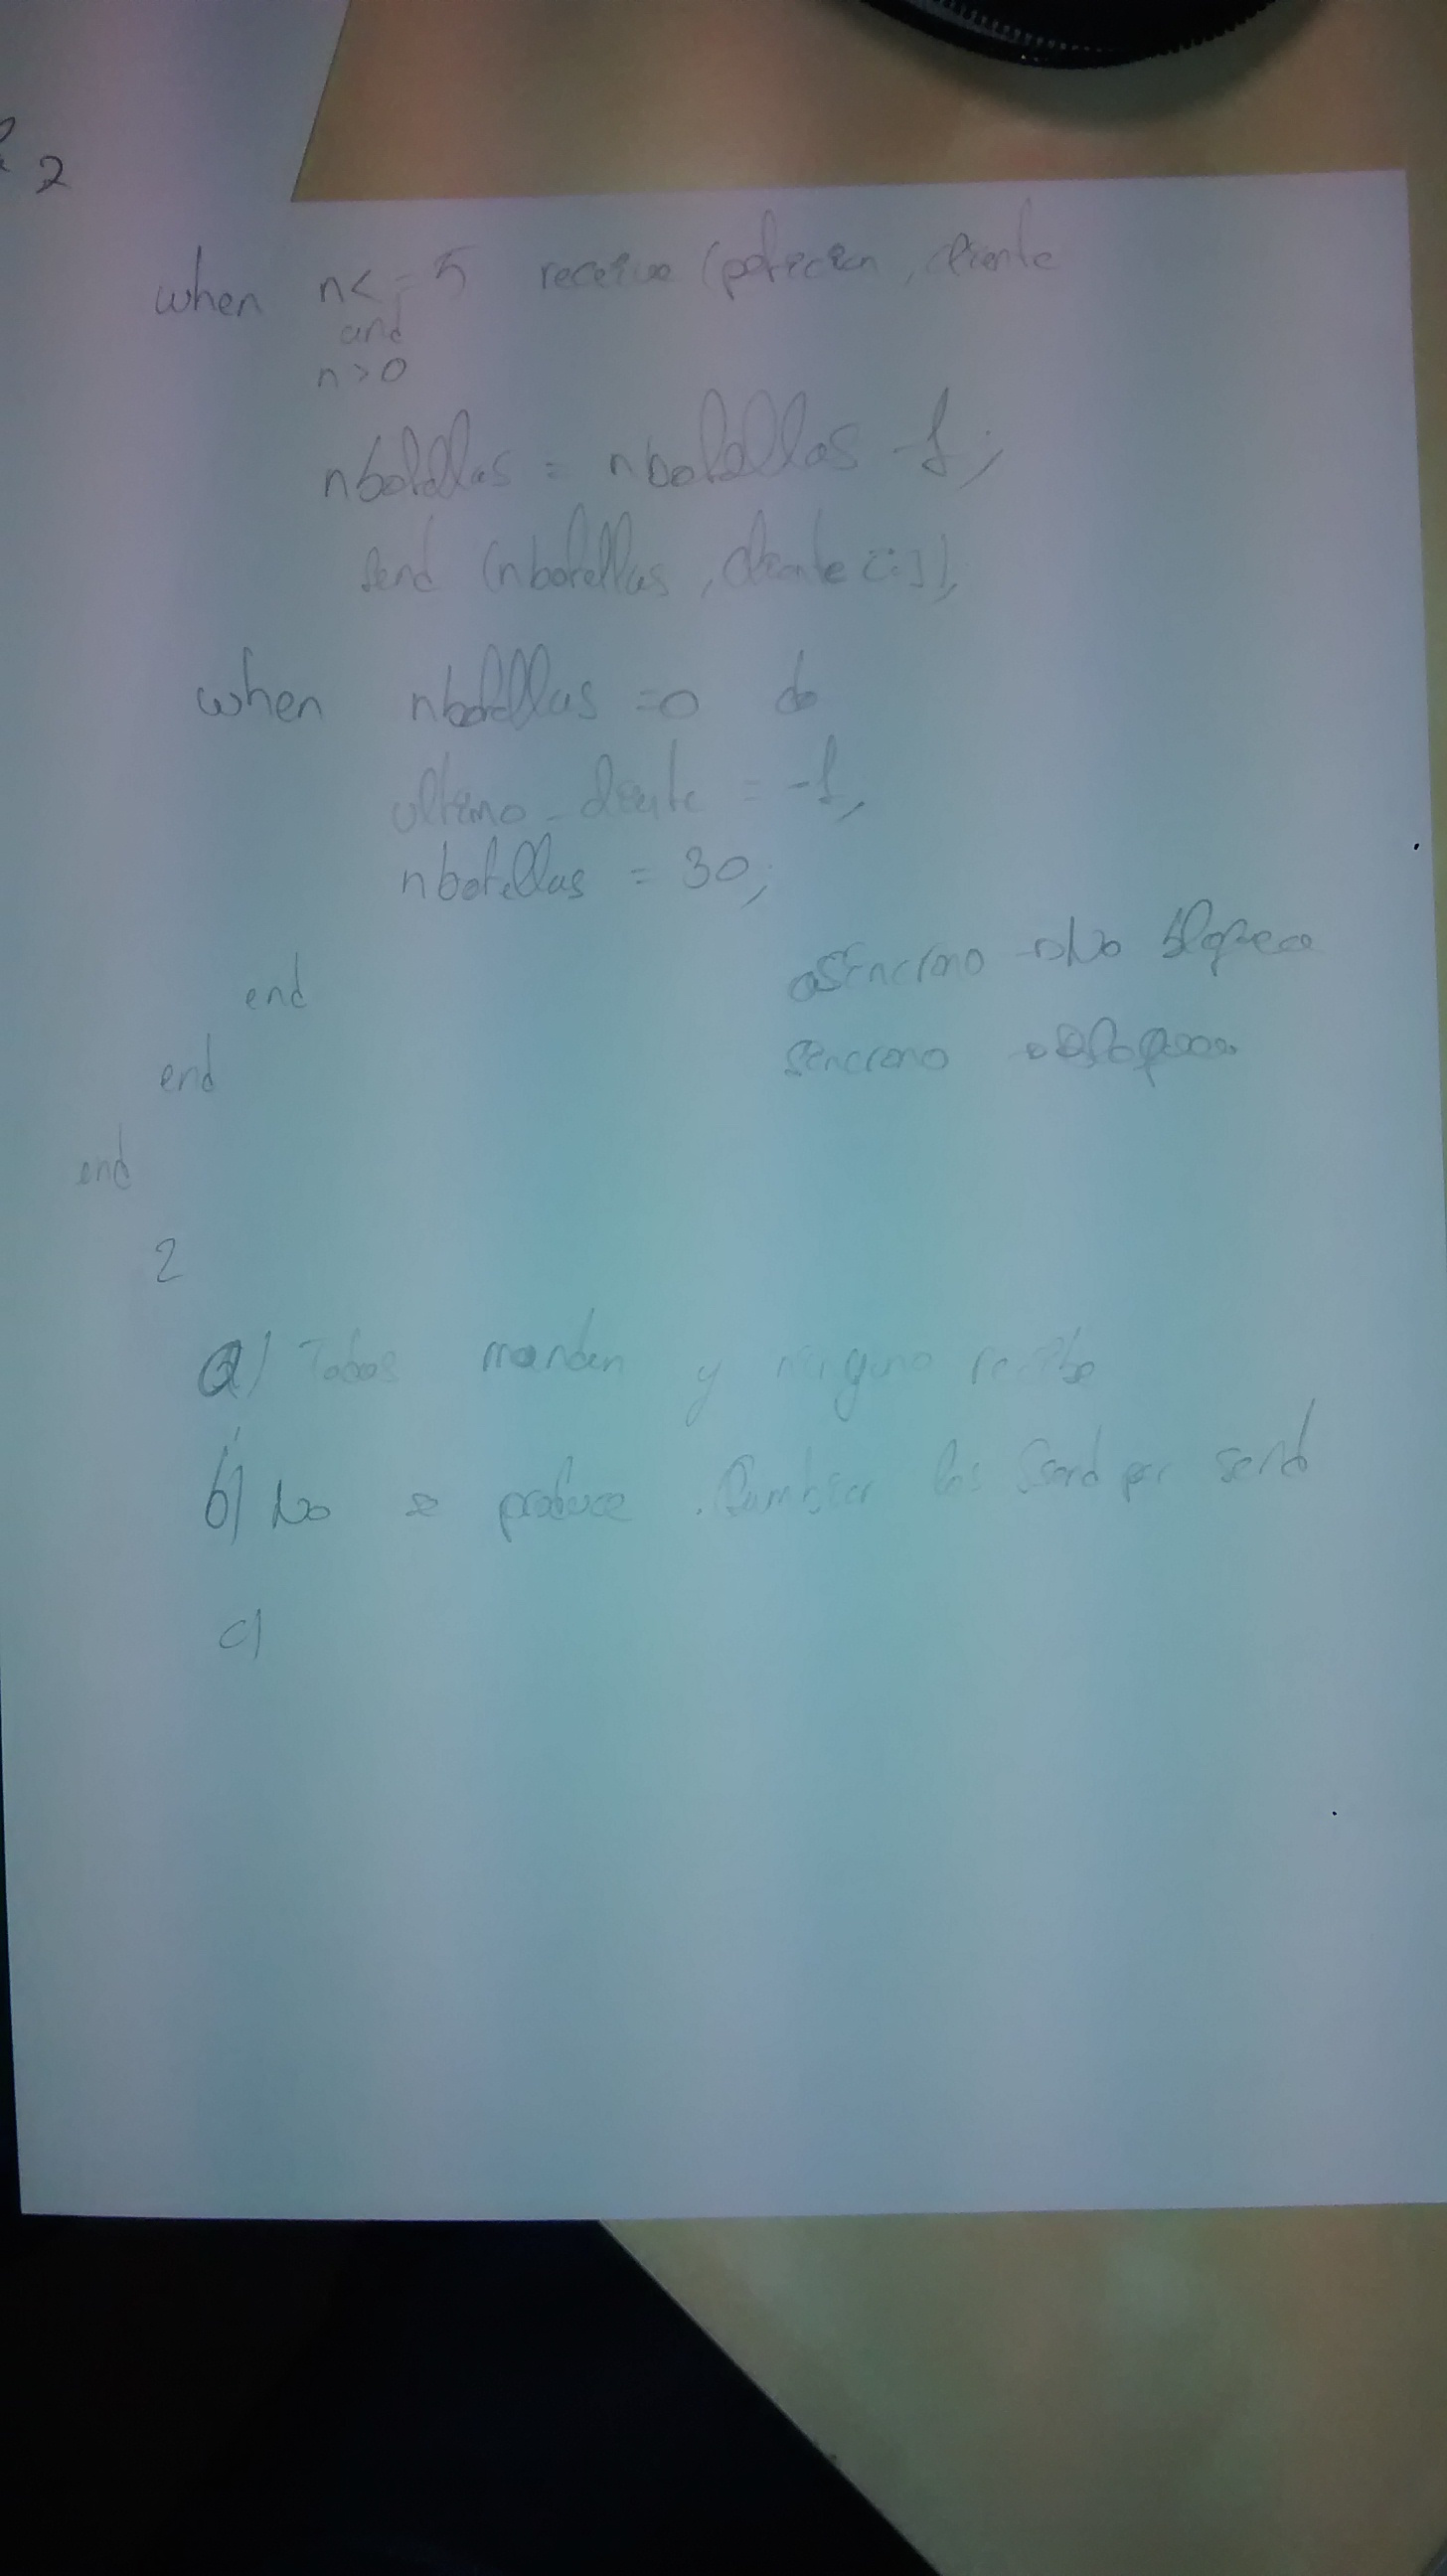 2
when n<=5 receive (peticion, cliente
and
n>0
nbotellas = nbotellas -1;
send (nbotellas, cliente[i]);
when nbotellas =0 do
ultimo_cliente = -1;
nbotellas = 30;
asincrono → No bloquea
end
sincrono → Bloquea
end
end
2
a) Todos mandan y ninguno recibe
b) No se produce. Cambiar los Ssend por send
c)